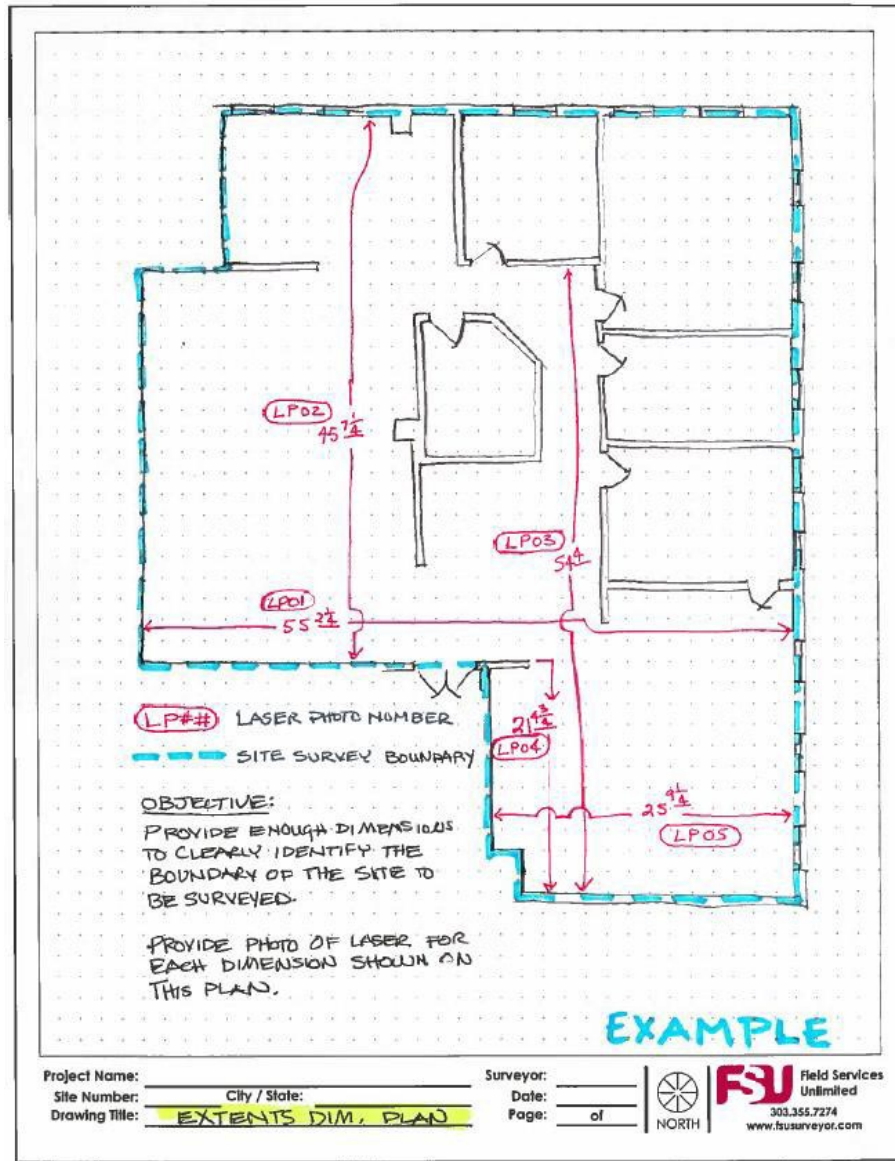 LP02
45 7 1/4
LP03
54 4
LP01
55 2 1/4
21 4 3/4
LP04
25 9 1/4
LP05
LP## LASER PHOTO NUMBER
SITE SURVEY BOUNDARY
OBJECTIVE:
PROVIDE ENOUGH DIMENSIONS
TO CLEARLY IDENTIFY THE
BOUNDARY OF THE SITE TO
BE SURVEYED.
PROVIDE PHOTO OF LASER FOR
EACH DIMENSION SHOWN ON
THIS PLAN.
EXAMPLE
Project Name:
Site Number: City / State:
Drawing Title: EXTENTS DIM. PLAN
Surveyor:
Date:
Page: of
NORTH
FSU Field Services
Unlimited
303.355.7274
www.fsusurveyor.com